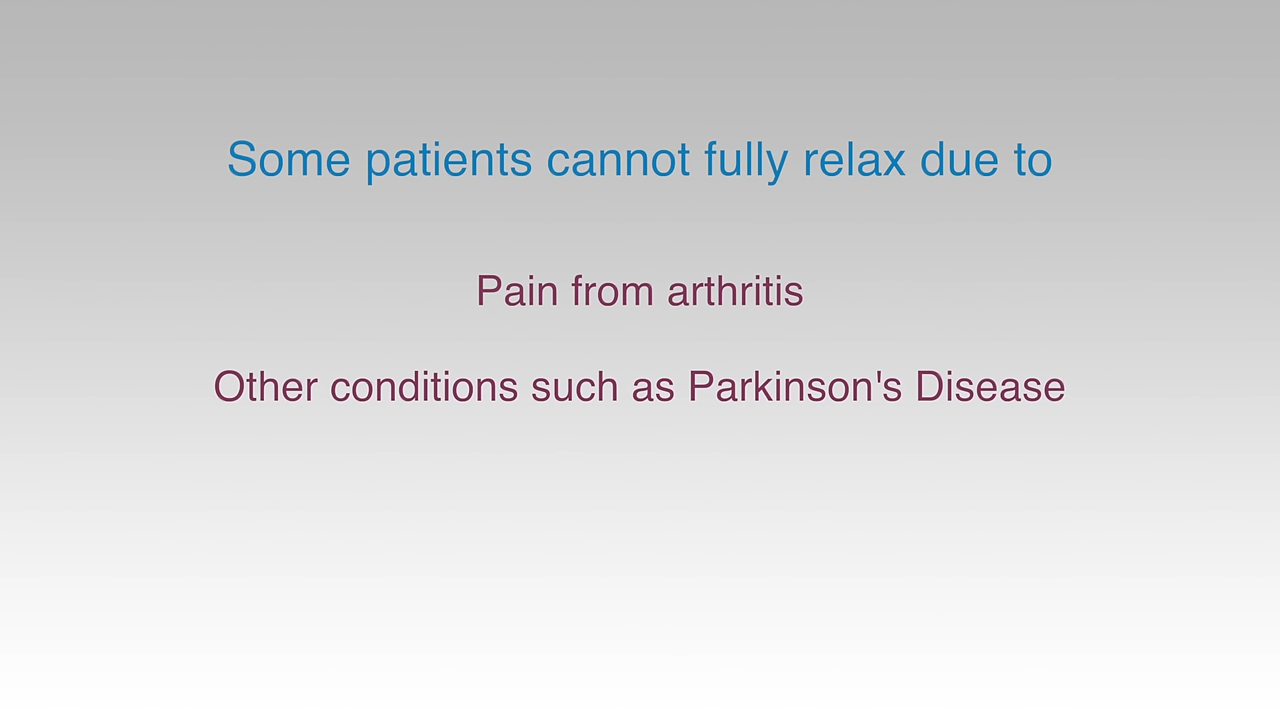 Some patients cannot fully relax due to
Pain from arthritis
Other conditions such as Parkinson's Disease